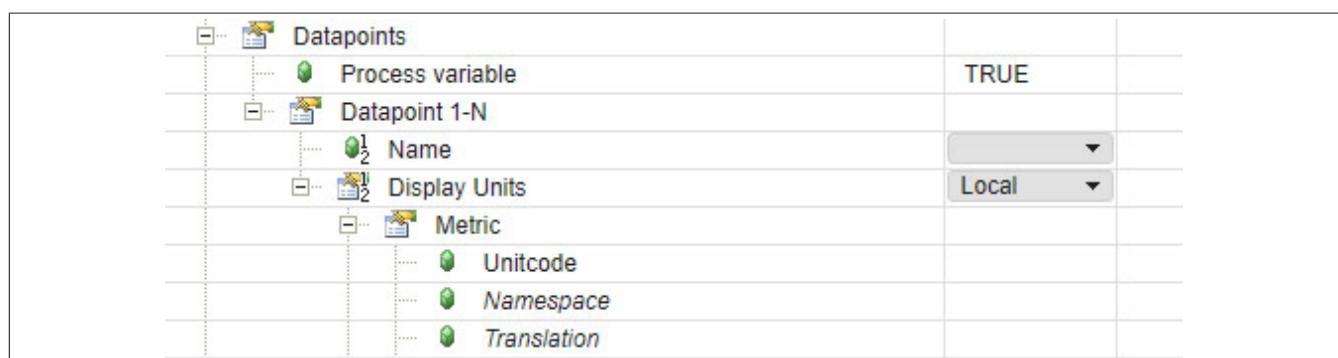 Datapoints
Process variable TRUE
Datapoint 1-N
Name
Display Units Local
Metric
Unitcode
Namespace
Translation